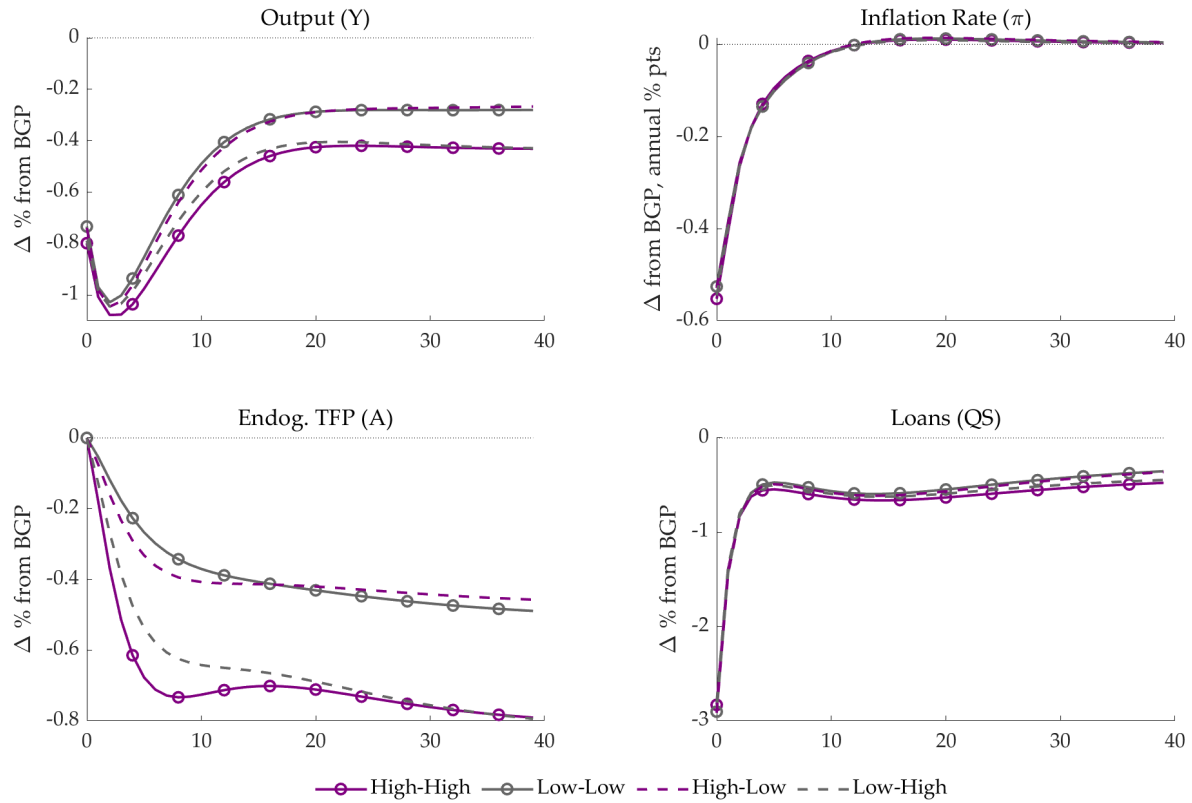 Output (Y)
Δ % from BGP
0
-0.2
-0.4
-0.6
-0.8
-1
0 10 20 30 40
Inflation Rate (π)
Δ from BGP, annual % pts
0
-0.2
-0.4
-0.6
0 10 20 30 40
Endog. TFP (A)
Δ % from BGP
0
-0.2
-0.4
-0.6
-0.8
0 10 20 30 40
Loans (QS)
Δ % from BGP
0
-1
-2
-3
0 10 20 30 40
High-High Low-Low High-Low Low-High